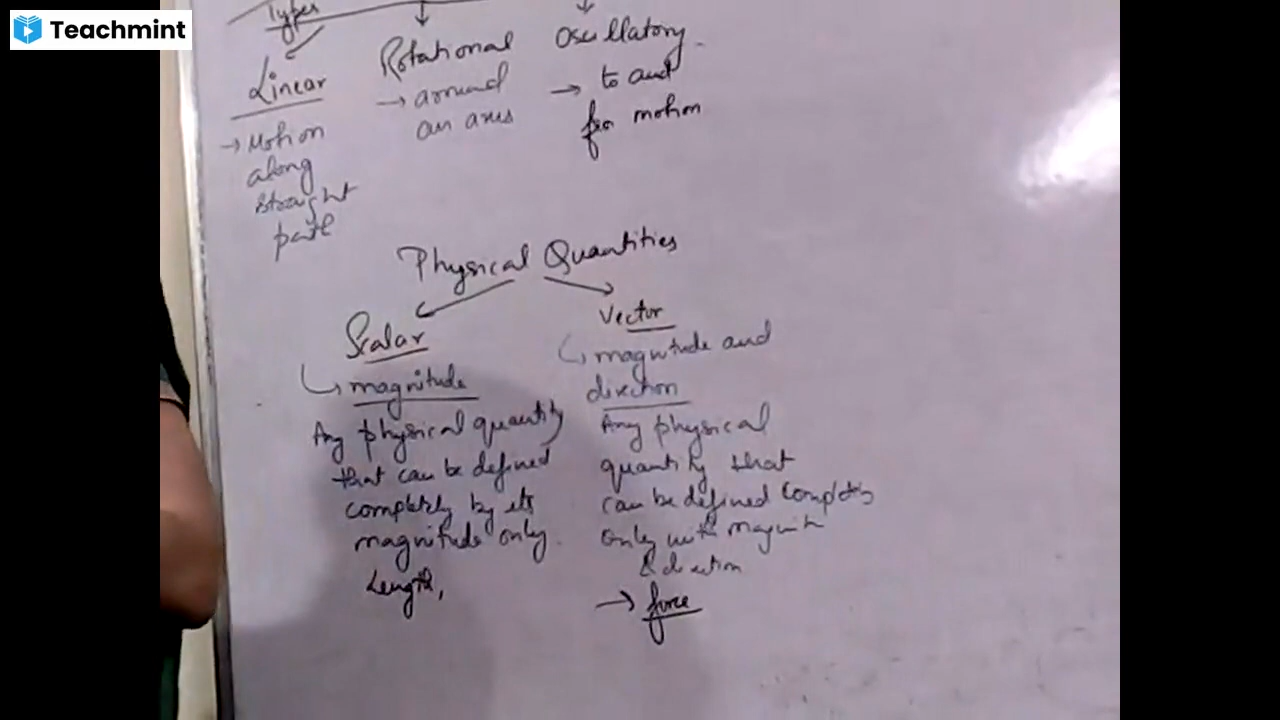 Teachmint
Types
Linear
→ Motion
along
straight
path
Rotational
→ around
an axis
Oscillatory
→ to and
fro motion
Physical Quantities
Scalar
magnitude
Any physical quantity
that can be defined
completely by its
magnitude only.
Length,
Vector
magnitude and
direction
Any physical
quantity that
can be defined completely
only with magnitude
& direction
→ force